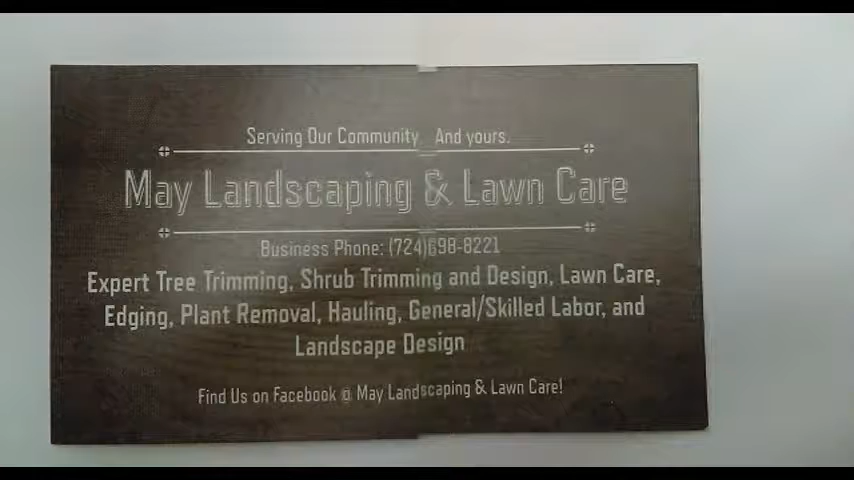 Serving Our Community And yours.
May Landscaping & Lawn Care
Business Phone: (724)698-8221
Expert Tree Trimming, Shrub Trimming and Design, Lawn Care,
Edging, Plant Removal, Hauling, General/Skilled Labor, and
Landscape Design
Find Us on Facebook @ May Landscaping & Lawn Care!